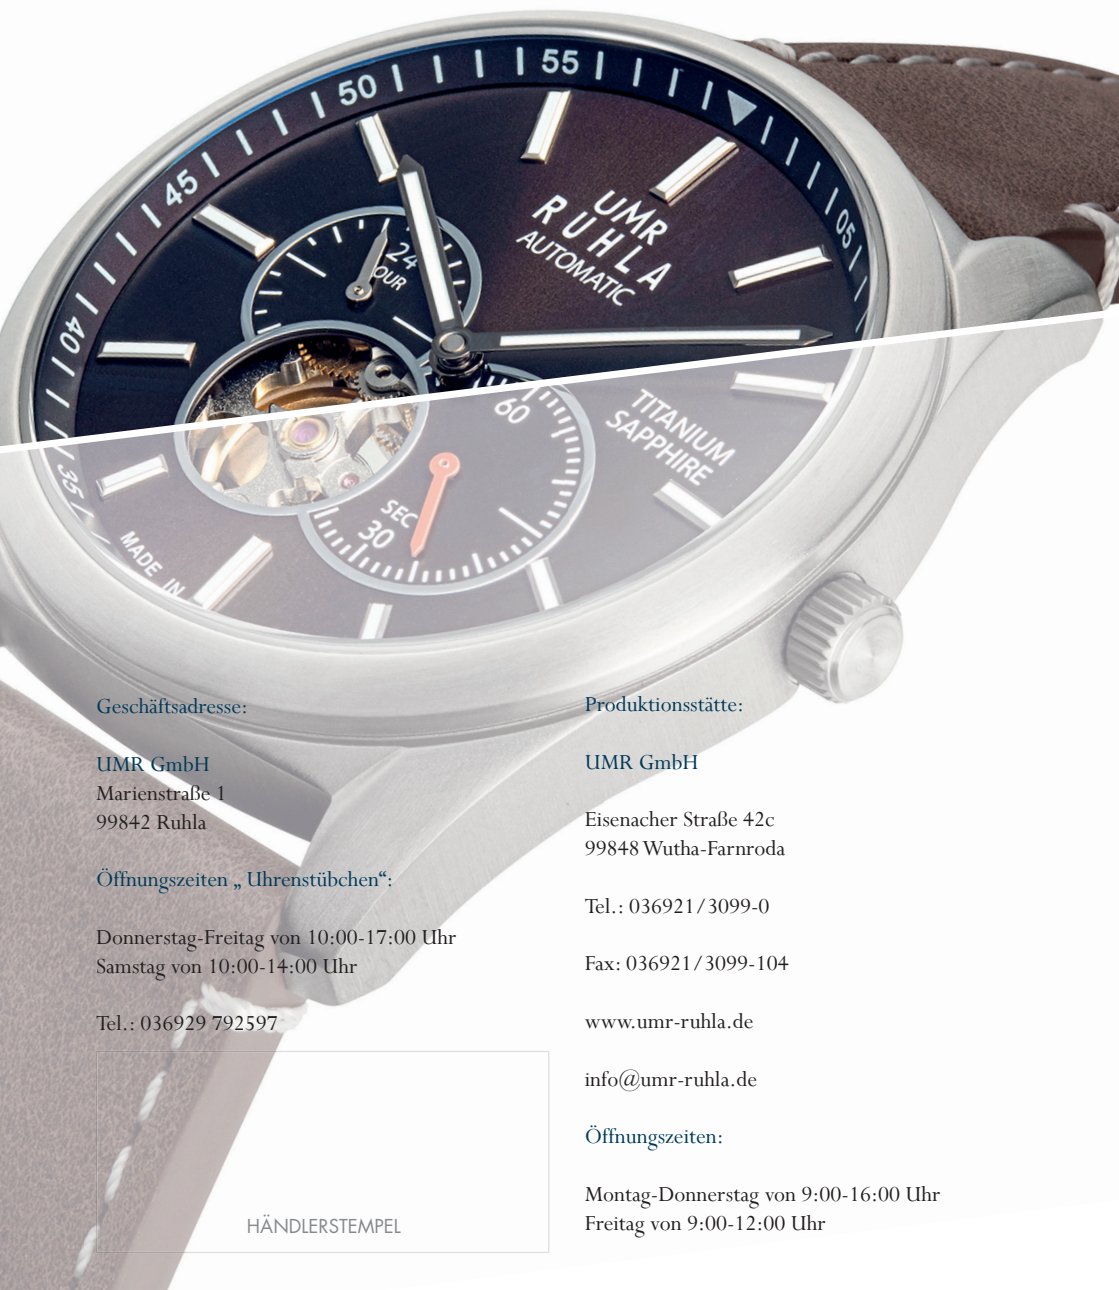 55
50
45
40
35
05
UMR
RUHLA
AUTOMATIC
24
60
TITANIUM
SAPPHIRE
SEC
30
MADE IN
Geschäftsadresse:
UMR GmbH
Marienstraße 1
99842 Ruhla
Öffnungszeiten „ Uhrenstübchen“:
Donnerstag-Freitag von 10:00-17:00 Uhr
Samstag von 10:00-14:00 Uhr
Tel.: 036929 792597
HÄNDLERSTEMPEL
Produktionsstätte:
UMR GmbH
Eisenacher Straße 42c
99848 Wutha-Farnroda
Tel.: 036921/3099-0
Fax: 036921/3099-104
www.umr-ruhla.de
info@umr-ruhla.de
Öffnungszeiten:
Montag-Donnerstag von 9:00-16:00 Uhr
Freitag von 9:00-12:00 Uhr